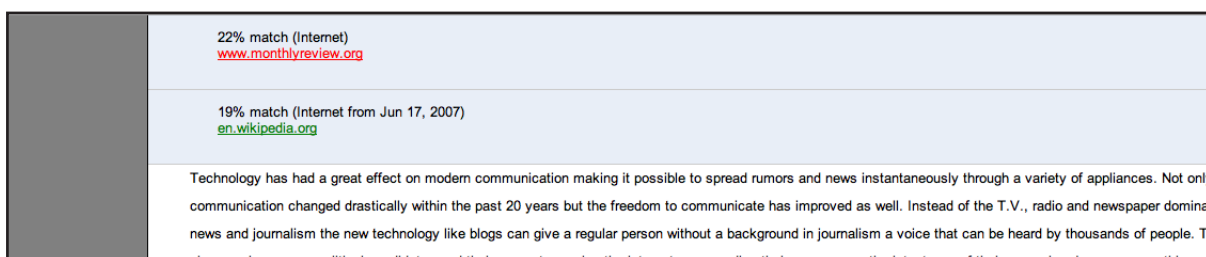 22% match (Internet)
www.monthlyreview.org
19% match (Internet from Jun 17, 2007)
en.wikipedia.org
Technology has had a great effect on modern communication making it possible to spread rumors and news instantaneously through a variety of appliances. Not onl
communication changed drastically within the past 20 years but the freedom to communicate has improved as well. Instead of the T.V., radio and newspaper domina
news and journalism the new technology like blogs can give a regular person without a background in journalism a voice that can be heard by thousands of people. T